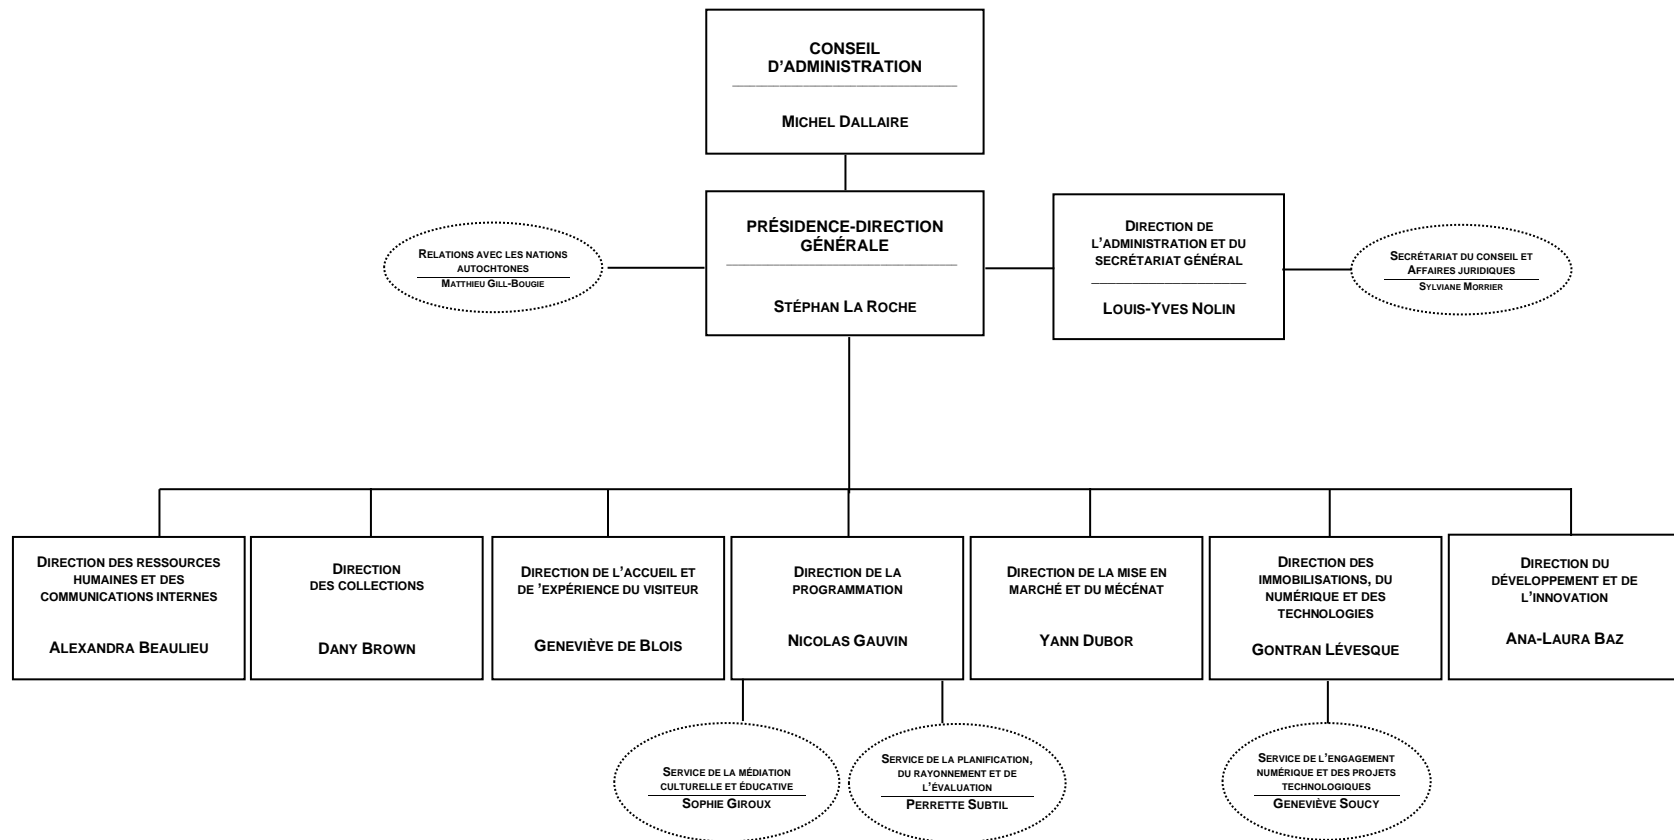 CONSEIL
D'ADMINISTRATION
MICHEL DALLAIRE
PRÉSIDENCE-DIRECTION
GÉNÉRALE
STÉPHAN LA ROCHE
RELATIONS AVEC LES NATIONS
AUTOCHTONES
MATTHIEU GILL-BOUGIE
DIRECTION DE
L'ADMINISTRATION ET DU
SECRÉTARIAT GÉNÉRAL
LOUIS-YVES NOLIN
SECRÉTARIAT DU CONSEIL ET
AFFAIRES JURIDIQUES
SYLVIANE MORRIER
DIRECTION DES RESSOURCES
HUMAINES ET DES
COMMUNICATIONS INTERNES
ALEXANDRA BEAULIEU
DIRECTION
DES COLLECTIONS
DANY BROWN
DIRECTION DE L'ACCUEIL ET
DE 'EXPÉRIENCE DU VISITEUR
GENEVIÈVE DE BLOIS
DIRECTION DE LA
PROGRAMMATION
NICOLAS GAUVIN
DIRECTION DE LA MISE EN
MARCHÉ ET DU MÉCÉNAT
YANN DUBOR
DIRECTION DES
IMMOBILISATIONS, DU
NUMÉRIQUE ET DES
TECHNOLOGIES
GONTRAN LÉVESQUE
DIRECTION DU
DÉVELOPPEMENT ET DE
L'INNOVATION
ANA-LAURA BAZ
SERVICE DE LA MÉDIATION
CULTURELLE ET ÉDUCATIVE
SOPHIE GIROUX
SERVICE DE LA PLANIFICATION,
DU RAYONNEMENT ET DE
L'ÉVALUATION
PERRETTE SUBTIL
SERVICE DE L'ENGAGEMENT
NUMÉRIQUE ET DES PROJETS
TECHNOLOGIQUES
GENEVIÈVE SOUCY